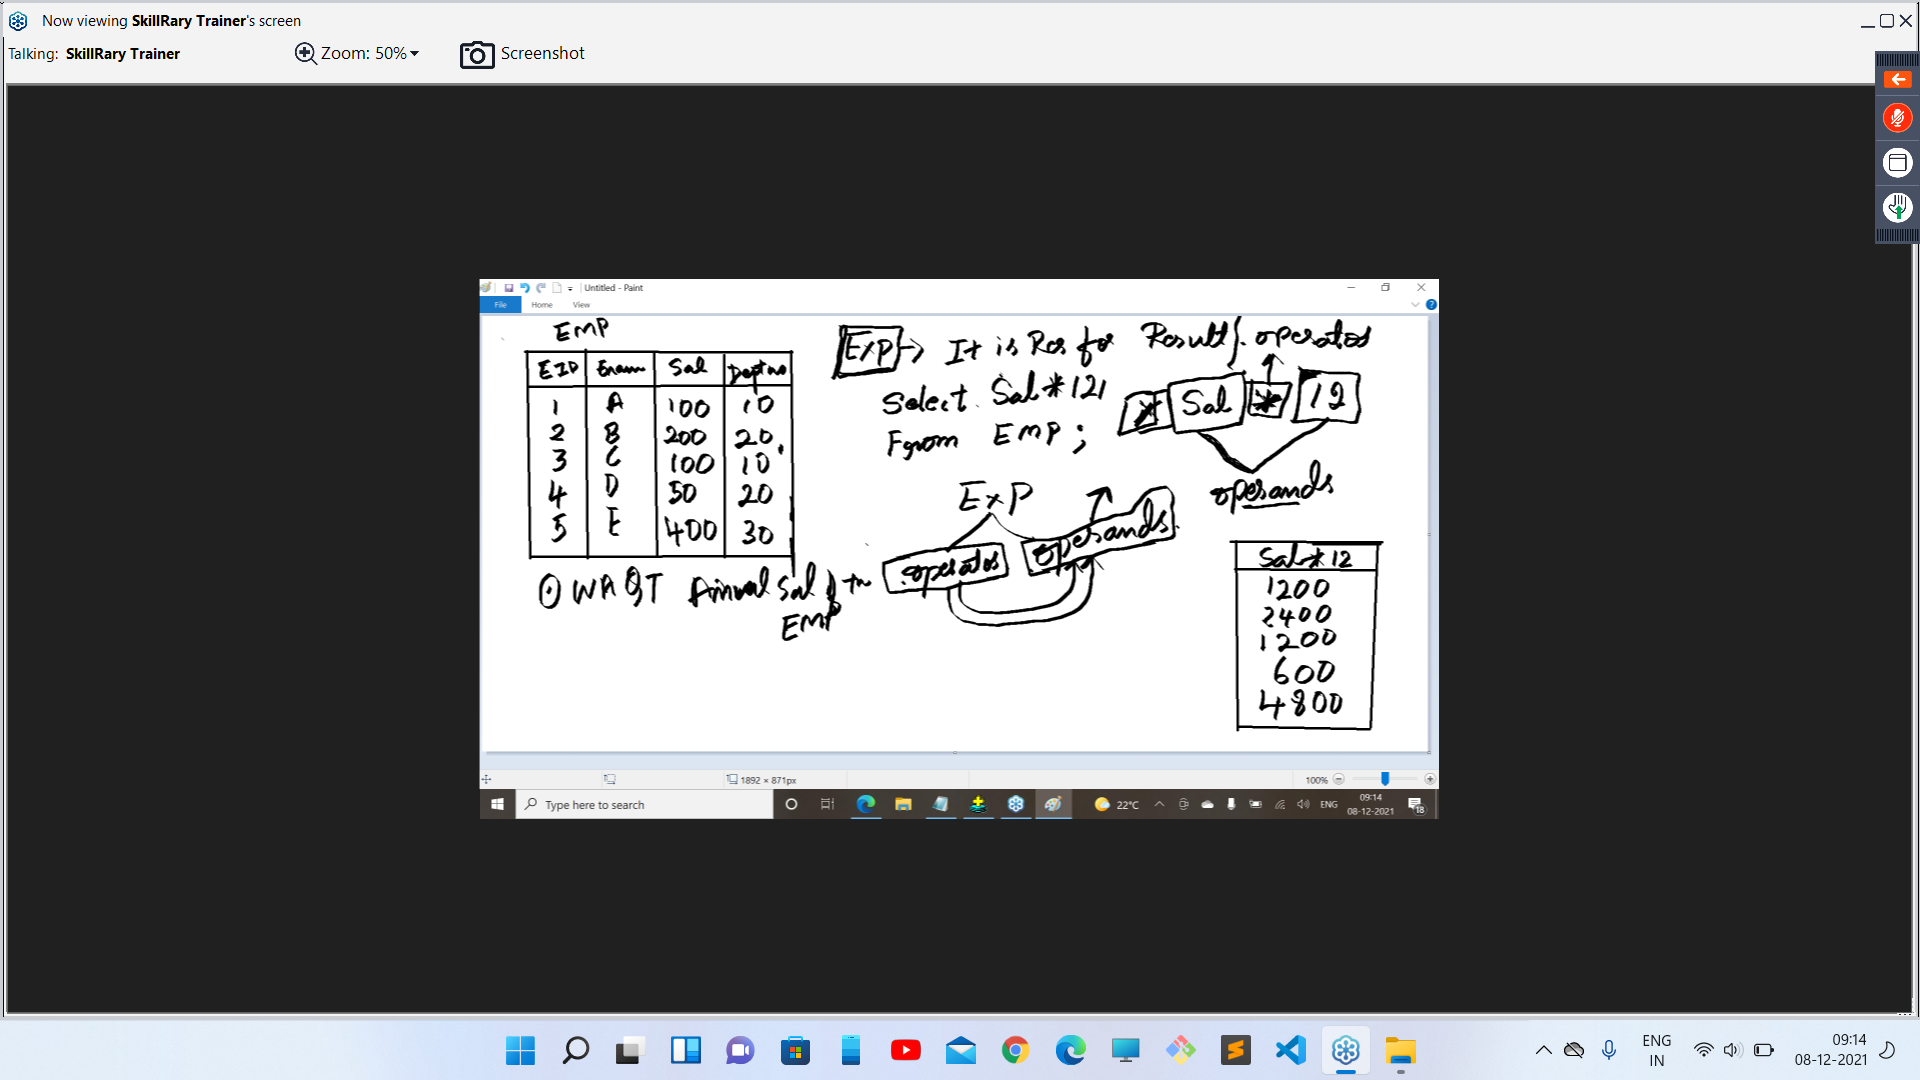 Now viewing SkillRary Trainer's screen
Talking: SkillRary Trainer
Zoom: 50%
Screenshot
Untitled - Paint
File Home View
EMP
EID Ename Sal Deptno
1 A 100 10
2 B 200 20
3 C 100 10
4 D 50 20
5 E 400 30
① WAQT Annual Sal of the
EMP
Exp → It is Res for Result
Select Sal*12
From EMP ;
operator
* Sal * 12
operands
Exp
operator operands
Sal*12
1200
2400
1200
600
4800
1892 × 871px
100%
Type here to search
22°C
ENG
09:14
08-12-2021
18
ENG
IN
09:14
08-12-2021